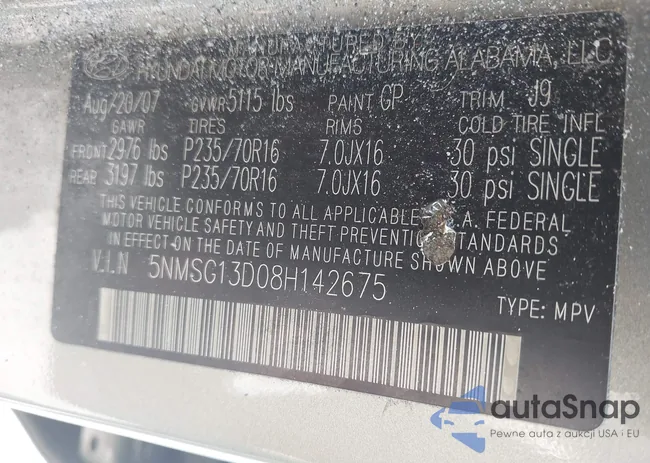 MANUFACTURED BY
HYUNDAI MOTOR MANUFACTURING ALABAMA, LLC
Aug/20/07 GVWR 5115 lbs PAINT GP TRIM J9
GAWR TIRES RIMS COLD TIRE INFL
FRONT 2976 lbs P235/70R16 7.0JX16 30 psi SINGLE
REAR 3197 lbs P235/70R16 7.0JX16 30 psi SINGLE
THIS VEHICLE CONFORMS TO ALL APPLICABLE .A. FEDERAL
MOTOR VEHICLE SAFETY AND THEFT PREVENTION STANDARDS
IN EFFECT ON THE DATE OF MANUFACTURE SHOWN ABOVE
V.I.N 5NMSG13D08H142675
TYPE: MPV
autaSnap
Pewne auta z aukcji USA i EU